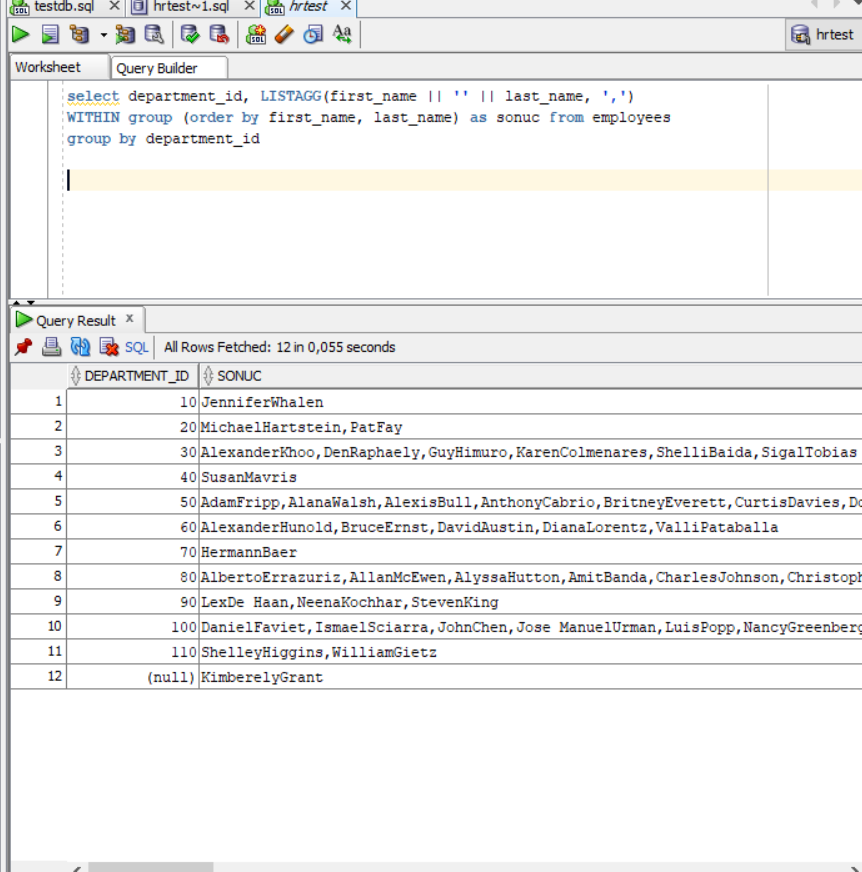 testdb.sql hrtest~1.sql hrtest
hrtest
Worksheet Query Builder
select department_id, LISTAGG(first_name || '' || last_name, ',')
WITHIN group (order by first_name, last_name) as sonuc from employees
group by department_id
Query Result x
SQL All Rows Fetched: 12 in 0,055 seconds
DEPARTMENT_ID SONUC
1 10 JenniferWhalen
2 20 MichaelHartstein,PatFay
3 30 AlexanderKhoo,DenRaphaely,GuyHimuro,KarenColmenares,ShelliBaida,SigalTobias
4 40 SusanMavris
5 50 AdamFripp,AlanaWalsh,AlexisBull,AnthonyCabrio,BritneyEverett,CurtisDavies,Do
6 60 AlexanderHunold,BruceErnst,DavidAustin,DianaLorentz,ValliPataballa
7 70 HermannBaer
8 80 AlbertoErrazuriz,AllanMcEwen,AlyssaHutton,AmitBanda,CharlesJohnson,Christoph
9 90 LexDe Haan,NeenaKochhar,StevenKing
10 100 DanielFaviet,IsmaelSciarra,JohnChen,Jose ManuelUrman,LuisPopp,NancyGreenberg
11 110 ShelleyHiggins,WilliamGietz
12 (null) KimberelyGrant